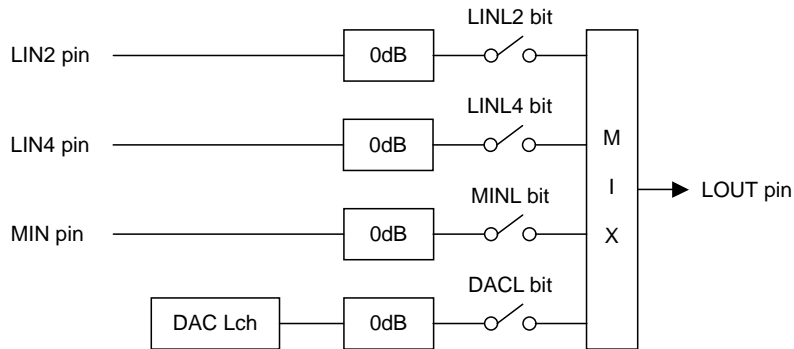 LINL2 bit
LIN2 pin
0dB
LINL4 bit
LIN4 pin
0dB
M
I
X
LOUT pin
MINL bit
MIN pin
0dB
DACL bit
DAC Lch
0dB